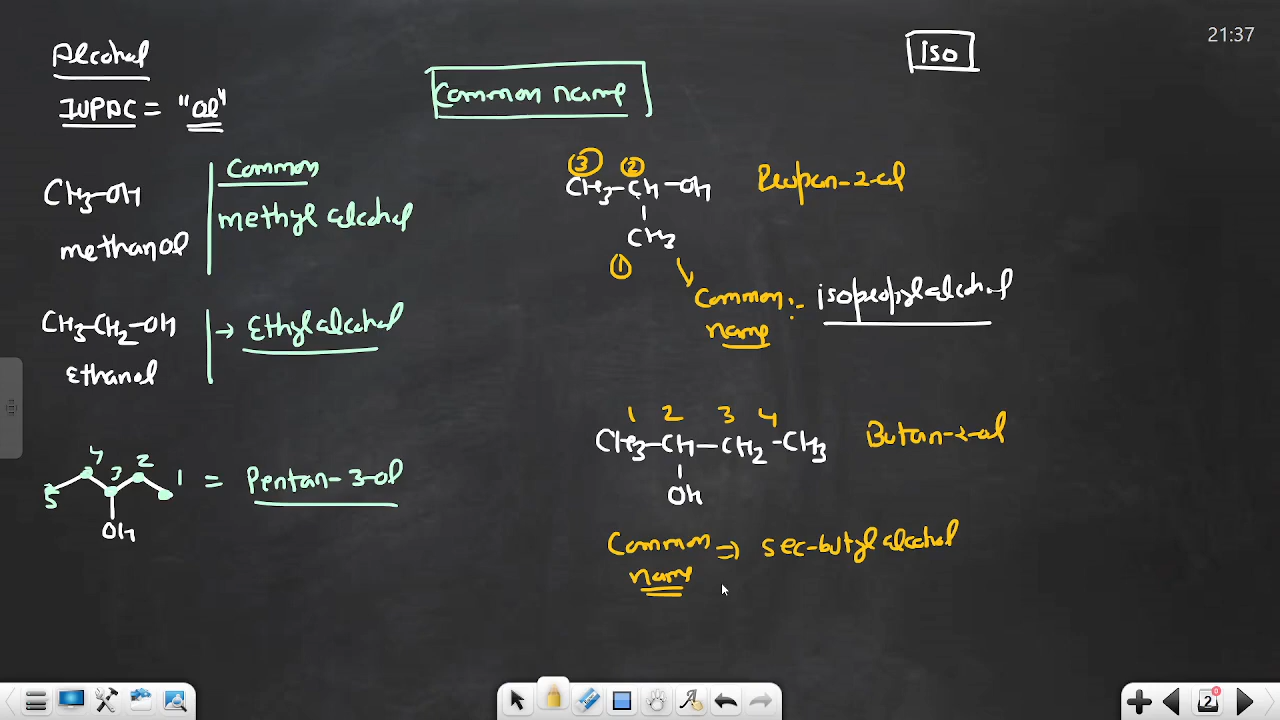 21:37
Alcohol
IUPAC = "ol"
CH3-OH
methanol
Common
methyl alcohol
CH3-CH2-OH
Ethanol
→ Ethyl alcohol
4 2
5 3 1
OH
= Pentan-3-ol
Common name
iso
3 2
CH3-CH-OH
CH3
1
Propan-2-ol
Common :-
name
isopropyl alcohol
1 2 3 4
CH3-CH-CH2-CH3
OH
Butan-2-ol
Common ⇒ sec-butyl alcohol
name
2
0